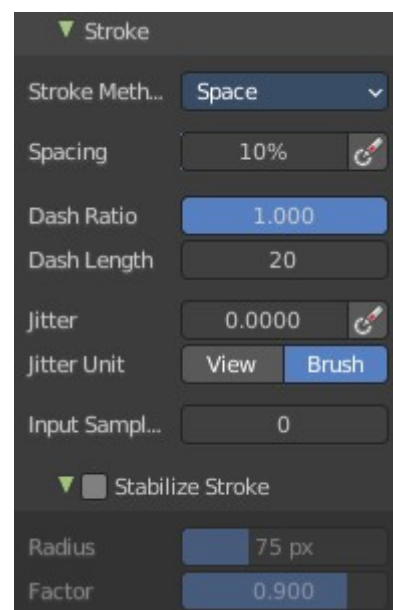 Stroke
Stroke Meth... Space
Spacing 10%
Dash Ratio 1.000
Dash Length 20
Jitter 0.0000
Jitter Unit View Brush
Input Sampl... 0
Stabilize Stroke
Radius 75 px
Factor 0.900